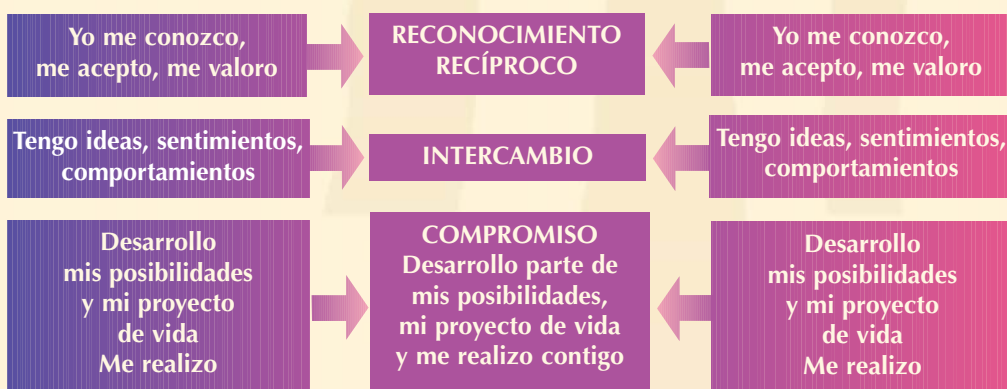 Yo me conozco,
me acepto, me valoro
RECONOCIMIENTO
RECÍPROCO
Yo me conozco,
me acepto, me valoro
Tengo ideas, sentimientos,
comportamientos
INTERCAMBIO
Tengo ideas, sentimientos,
comportamientos
Desarrollo
mis posibilidades
y mi proyecto
de vida
Me realizo
COMPROMISO
Desarrollo parte de
mis posibilidades,
mi proyecto de vida
y me realizo contigo
Desarrollo
mis posibilidades
y mi proyecto
de vida
Me realizo